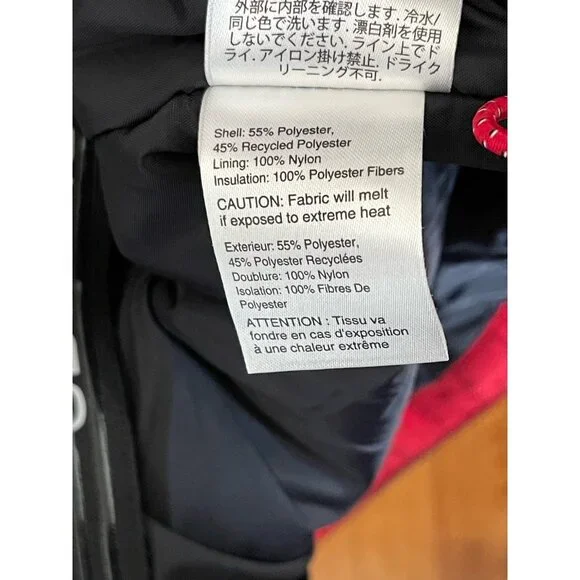 外部に内部を確認します. 冷水/
同じ色で洗います. 漂白剤を使用
しないでください. ライン上でド
ライ. アイロン掛け禁止. ドライク
リーニング不可.
Shell: 55% Polyester,
45% Recycled Polyester
Lining: 100% Nylon
Insulation: 100% Polyester Fibers
CAUTION: Fabric will melt
if exposed to extreme heat
Exterieur: 55% Polyester,
45% Polyester Recyclées
Doublure: 100% Nylon
Isolation: 100% Fibres De
Polyester
ATTENTION : Tissu va
fondre en cas d'exposition
à une chaleur extrême